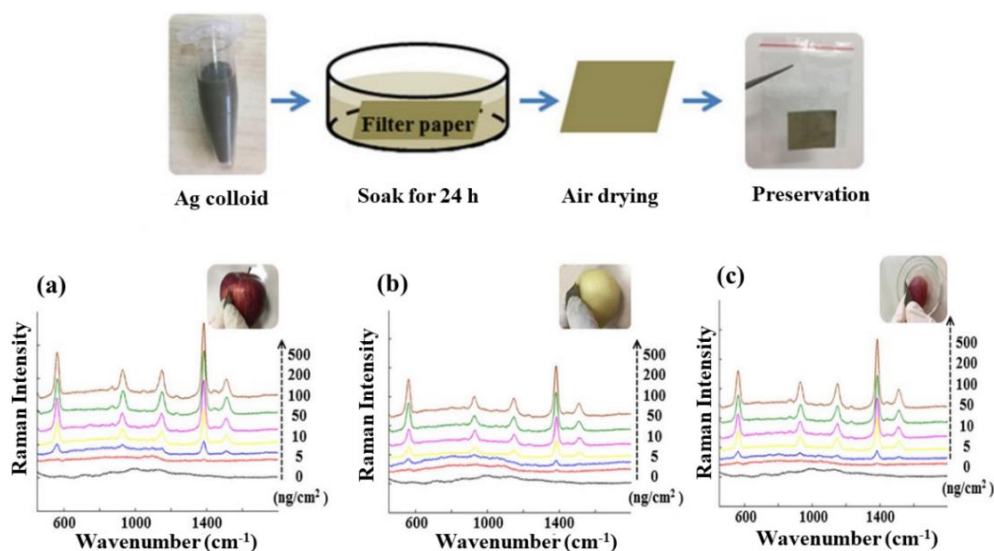 Filter paper
Ag colloid
Soak for 24 h
Air drying
Preservation
(a)
Raman Intensity
500
200
100
50
10
5
0
(ng/cm²)
600
1000
1400
Wavenumber (cm⁻¹)
(b)
Raman Intensity
500
200
100
50
10
5
0
(ng/cm²)
600
1000
1400
Wavenumber (cm⁻¹)
(c)
Raman Intensity
500
200
100
50
10
5
0
(ng/cm²)
600
1000
1400
Wavenumber (cm⁻¹)